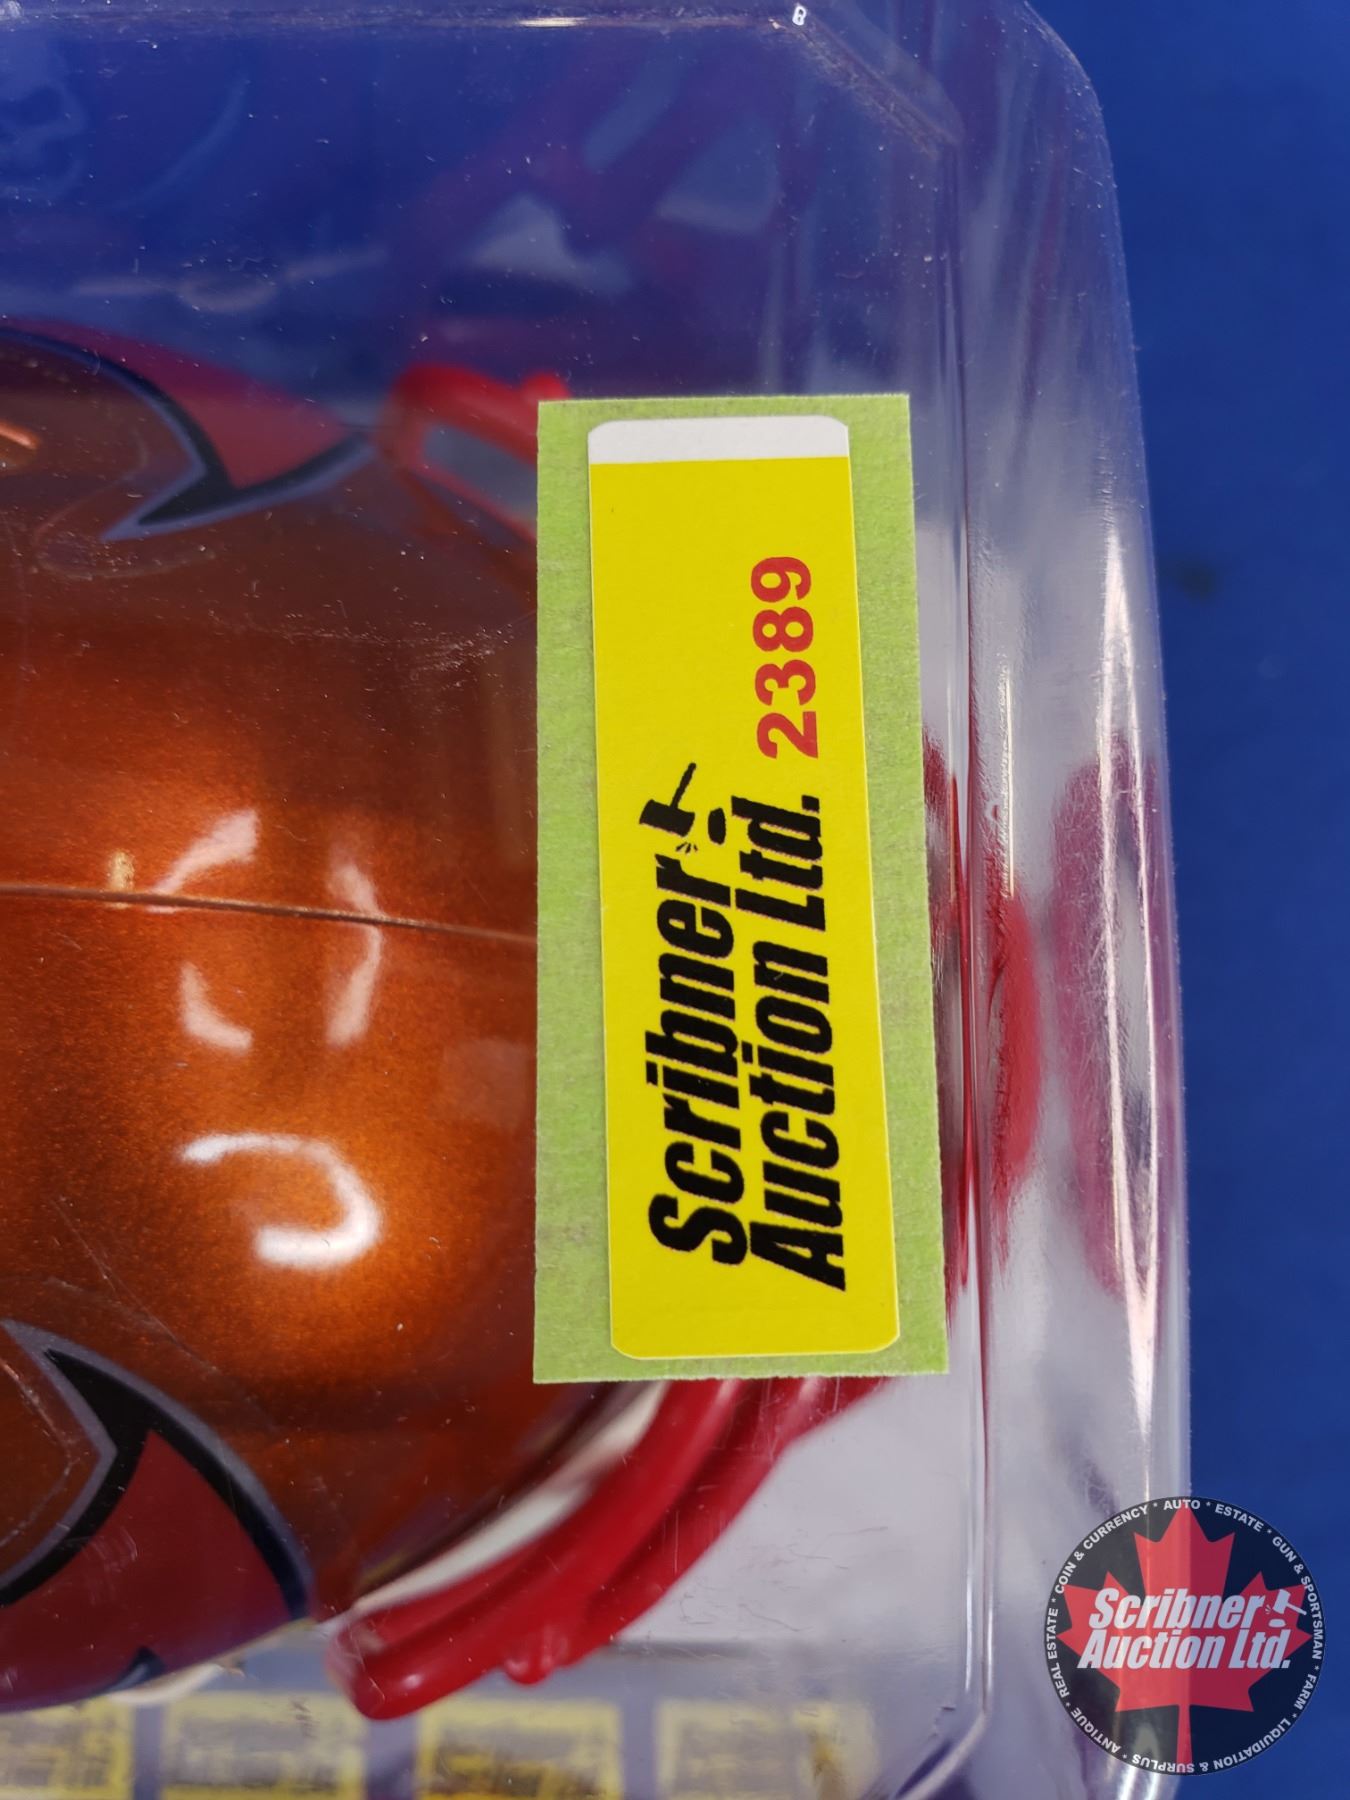 Scribner
Auction Ltd. 2389
B
COIN & CURRENCY * AUTO * ESTATE * GUN & SPORTSMAN * FARM * LIQUIDATION & SURPLUS * ANTIQUE * REAL ESTATE *
Scribner
Auction Ltd.